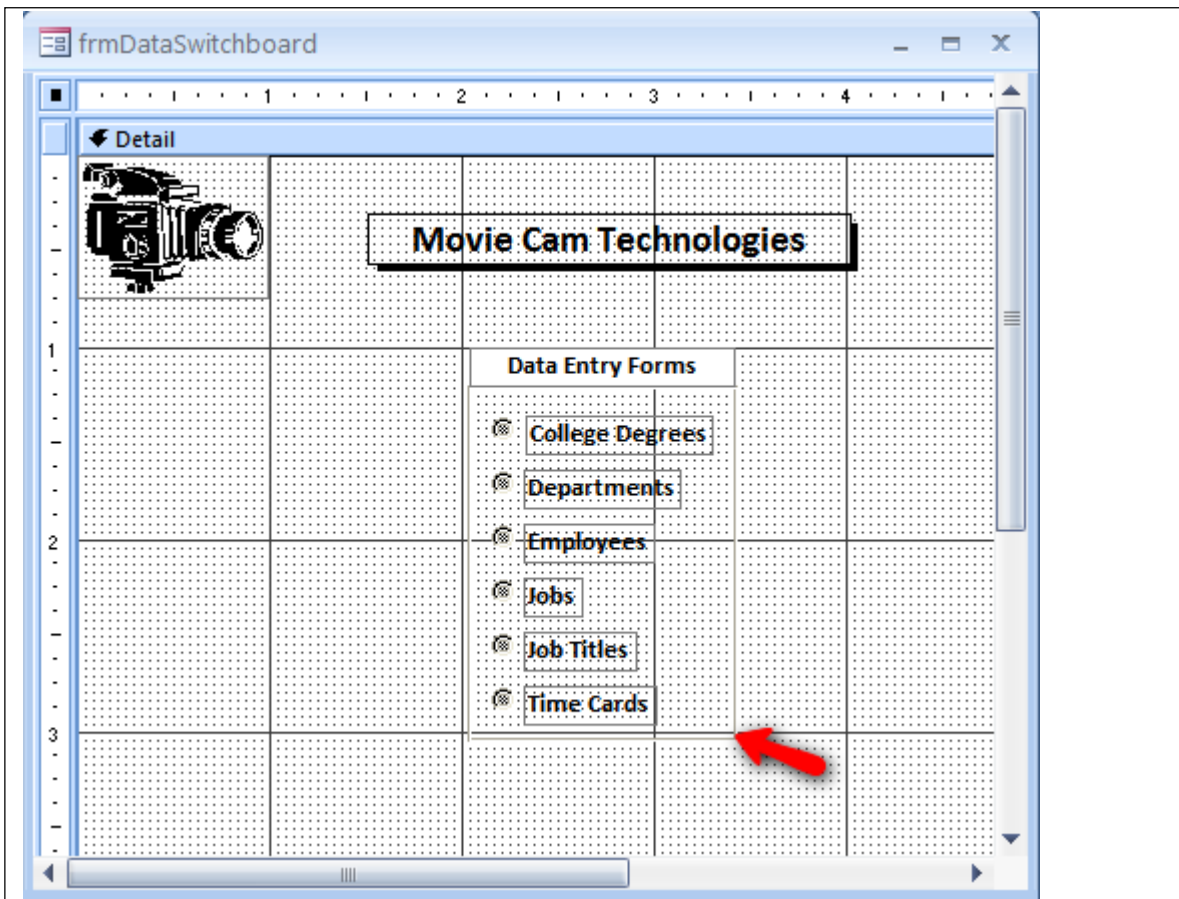 frmDataSwitchboard
1 2 3 4
Detail
Movie Cam Technologies
1
Data Entry Forms
College Degrees
Departments
2
Employees
Jobs
Job Titles
Time Cards
3